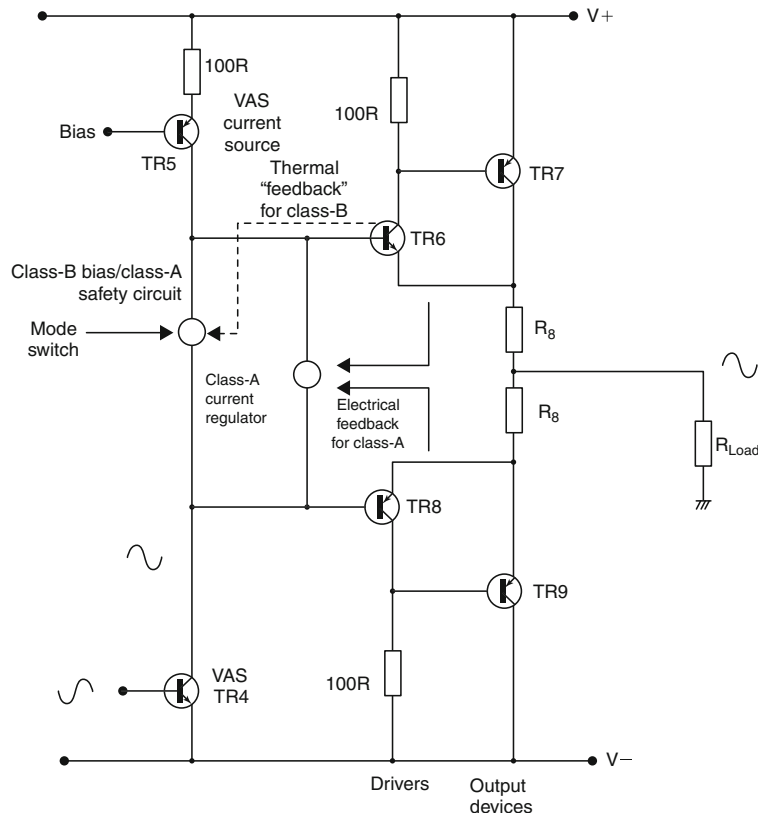 V+
100R
VAS
current
source
100R
Bias
TR5
TR7
Thermal
“feedback”
for class-B
TR6
Class-B bias/class-A
safety circuit
Mode
switch
R8
Class-A
current
regulator
Electrical
feedback
for class-A
R8
RLoad
TR8
TR9
VAS
TR4
100R
V−
Drivers
Output
devices